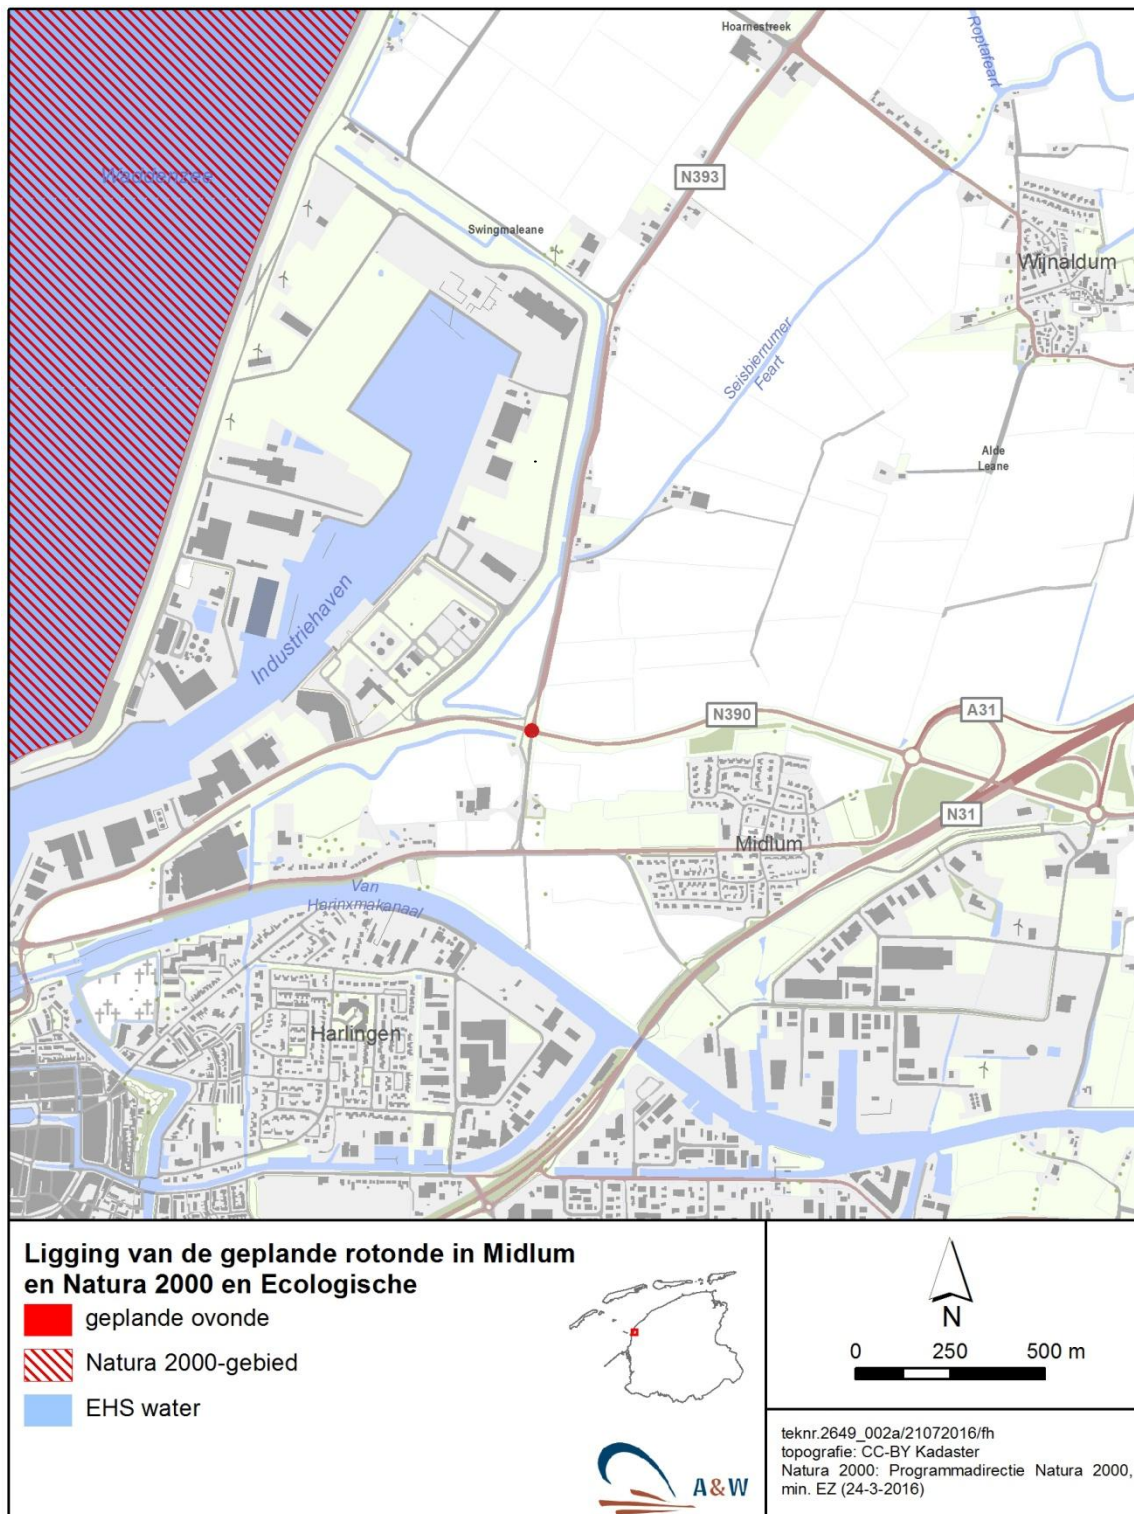 Hoarnestreek
Roptafeart
Waddenzee
N393
Swingmaleane
Wijnaldum
Seisbierrumer
Feart
Alde
Leane
Industriehaven
N390
A31
N31
Midlum
Van
Harinxmakanaal
Harlingen
Ligging van de geplande rotonde in Midlum
en Natura 2000 en Ecologische
geplande ovonde
Natura 2000-gebied
EHS water
A&W
N
0 250 500 m
teknr.2649_002a/21072016/fh
topografie: CC-BY Kadaster
Natura 2000: Programmadirectie Natura 2000,
min. EZ (24-3-2016)